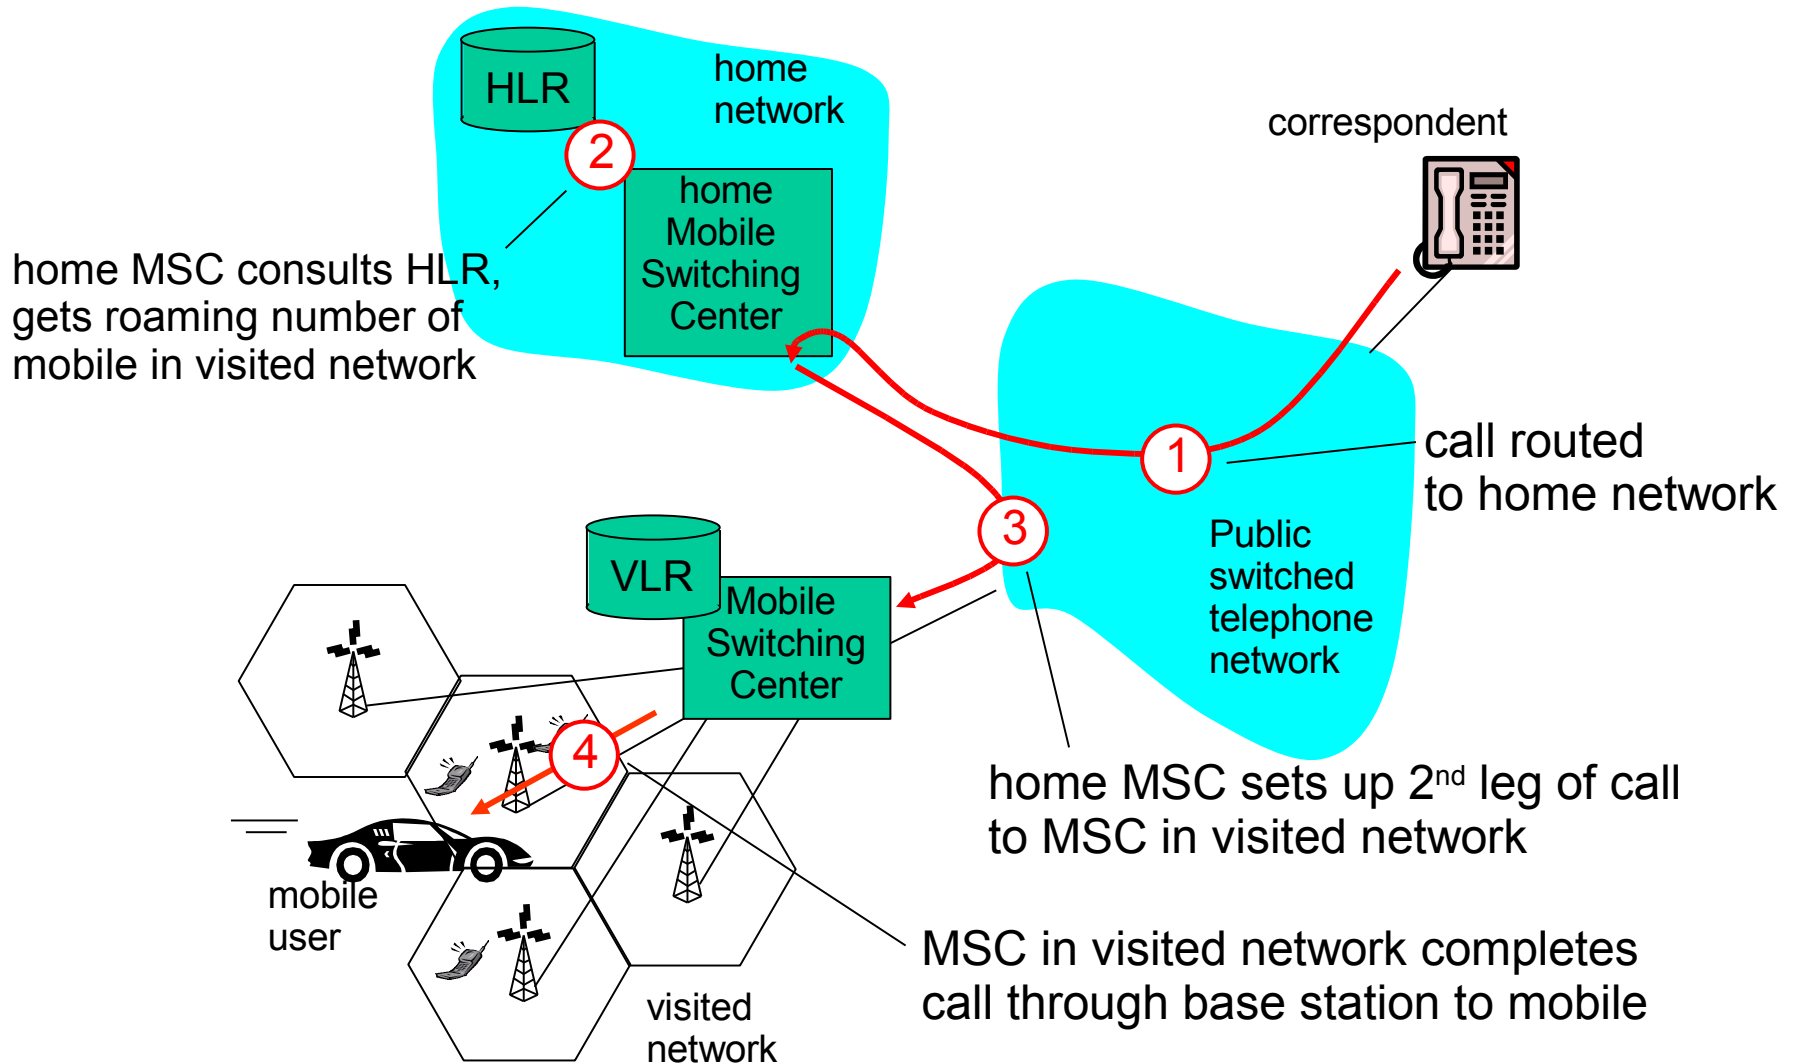 HLR
home
network
correspondent
2
home
Mobile
Switching
Center
home MSC consults HLR,
gets roaming number of
mobile in visited network
1
call routed
to home network
3
Public
switched
telephone
network
VLR
Mobile
Switching
Center
4
home MSC sets up 2nd leg of call
to MSC in visited network
mobile
user
MSC in visited network completes
call through base station to mobile
visited
network